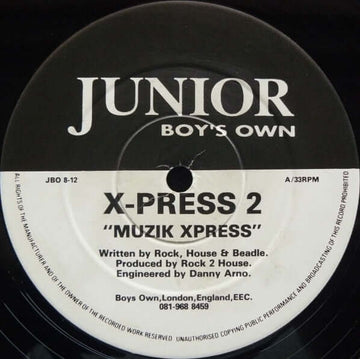 JUNIOR
BOY'S OWN
JBO 8-12
A/33RPM
X-PRESS 2
"MUZIK XPRESS"
Written by Rock, House & Beadle.
Produced by Rock 2 House.
Engineered by Danny Arno.
Boys Own,London,England,EEC.
081-968 8459
ALL RIGHTS OF THE MANUFACTURER AND OF THE OWNER OF THE RECORDED WORK RESERVED. UNAUTHORISED COPYING PUBLIC PERFORMANCE AND BROADCASTING OF THIS RECORD PROHIBITED